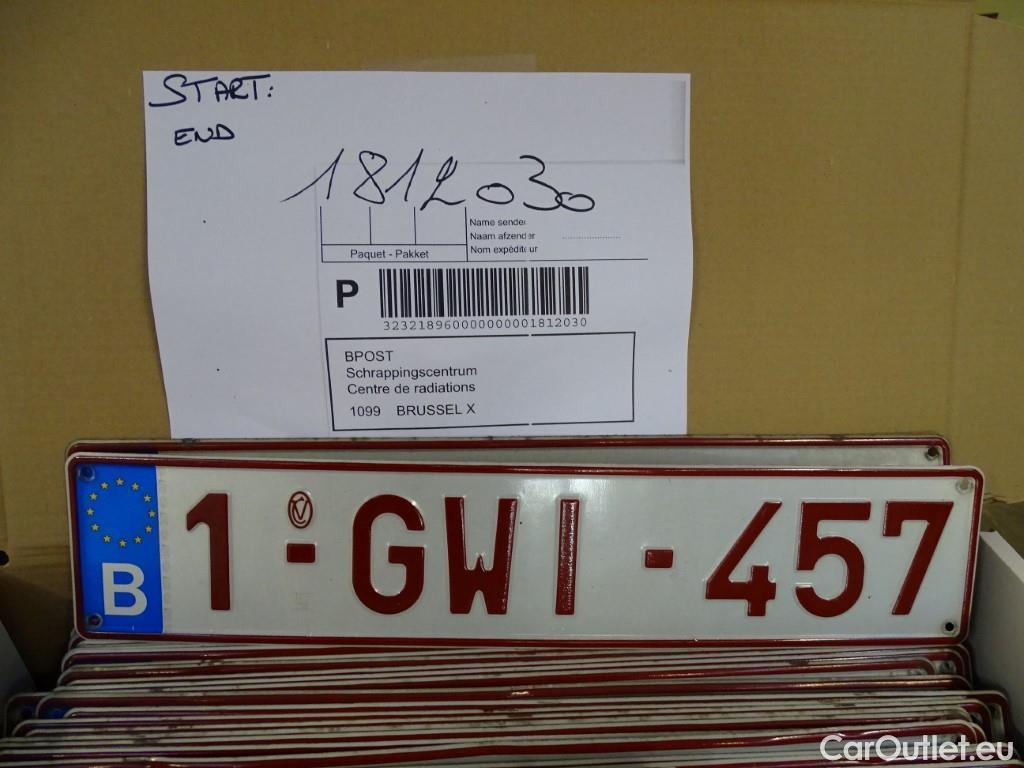 START:
END
1812030
Name sender
Naam afzender
Nom expéditeur
Paquet - Pakket
P
323218960000000001812030
BPOST
Schrappingscentrum
Centre de radiations
1099 BRUSSEL X
B 1-GWI-457
CarOutlet.eu